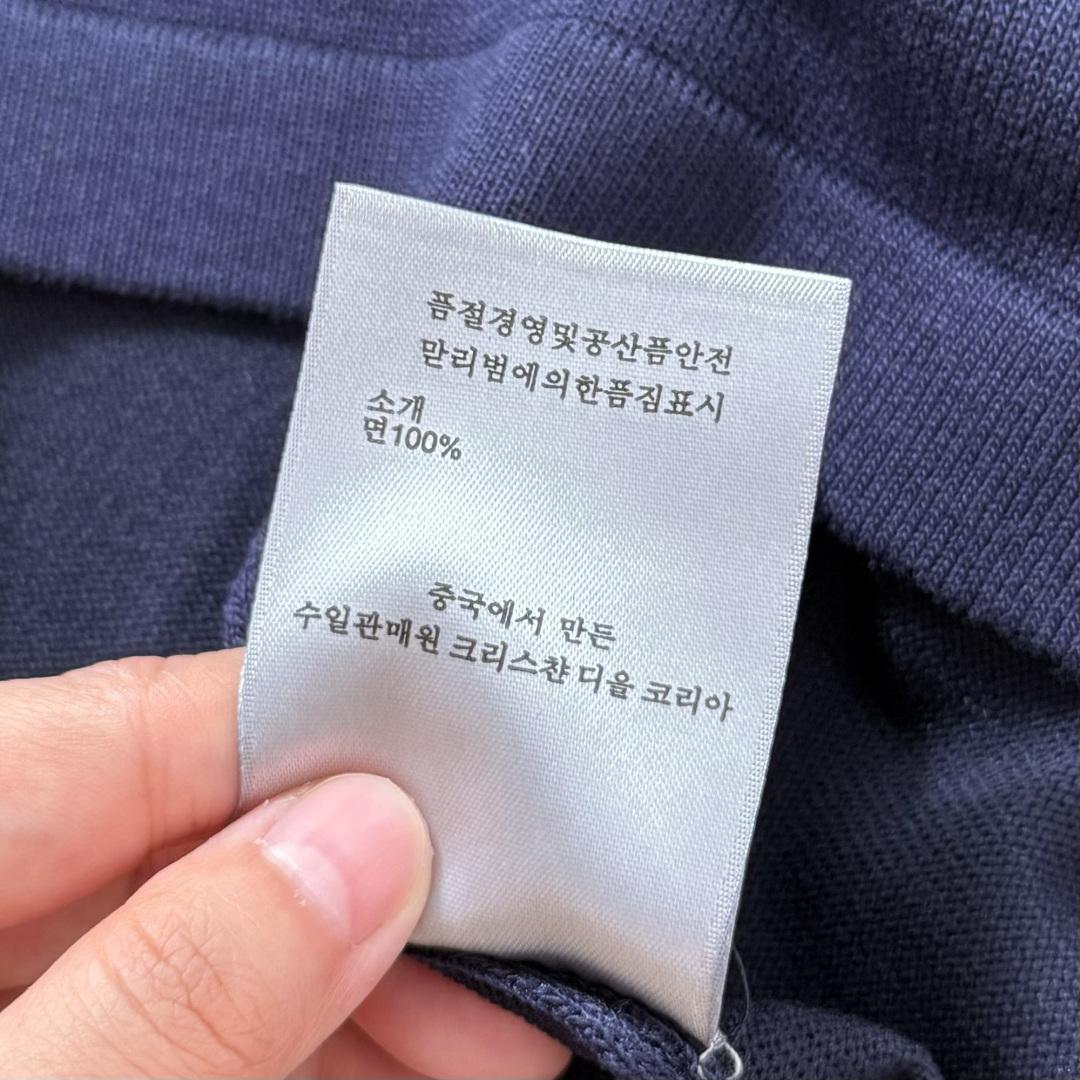 픔절경영및공산픔안전
맏리범에의한픔짐표시
소개
면100%
중국에서 만든
수일관매원 크리스챤 디올 코리아